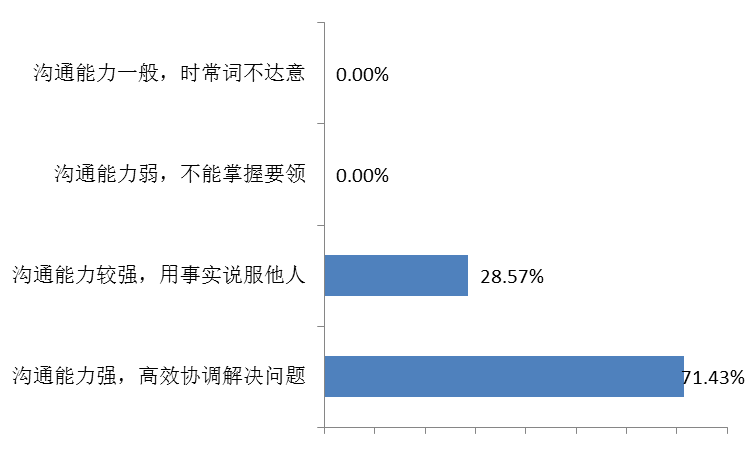 沟通能力一般，时常词不达意 0.00%
沟通能力弱，不能掌握要领 0.00%
沟通能力较强，用事实说服他人 28.57%
沟通能力强，高效协调解决问题 71.43%